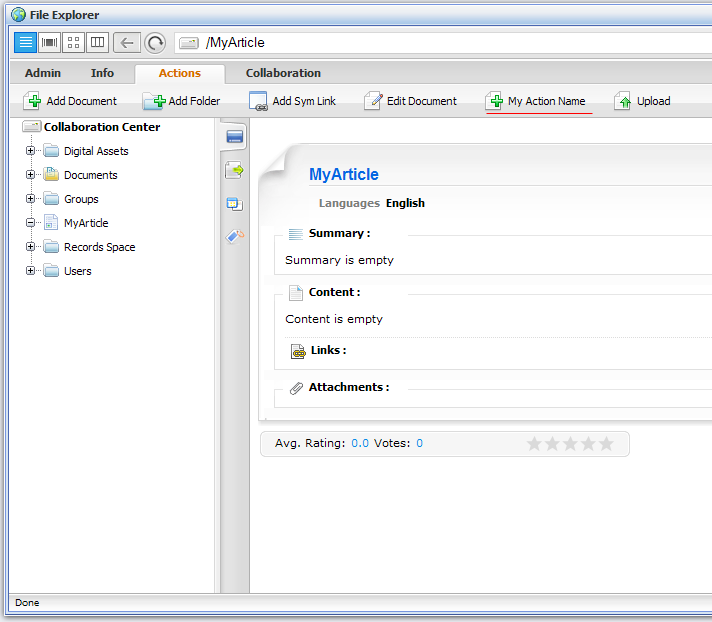 File Explorer
/MyArticle
Admin Info Actions Collaboration
Add Document Add Folder Add Sym Link Edit Document My Action Name Upload
Collaboration Center
Digital Assets
Documents
Groups
MyArticle
Records Space
Users
MyArticle
Languages English
Summary :
Summary is empty
Content :
Content is empty
Links :
Attachments :
Avg. Rating: 0.0 Votes: 0
Done